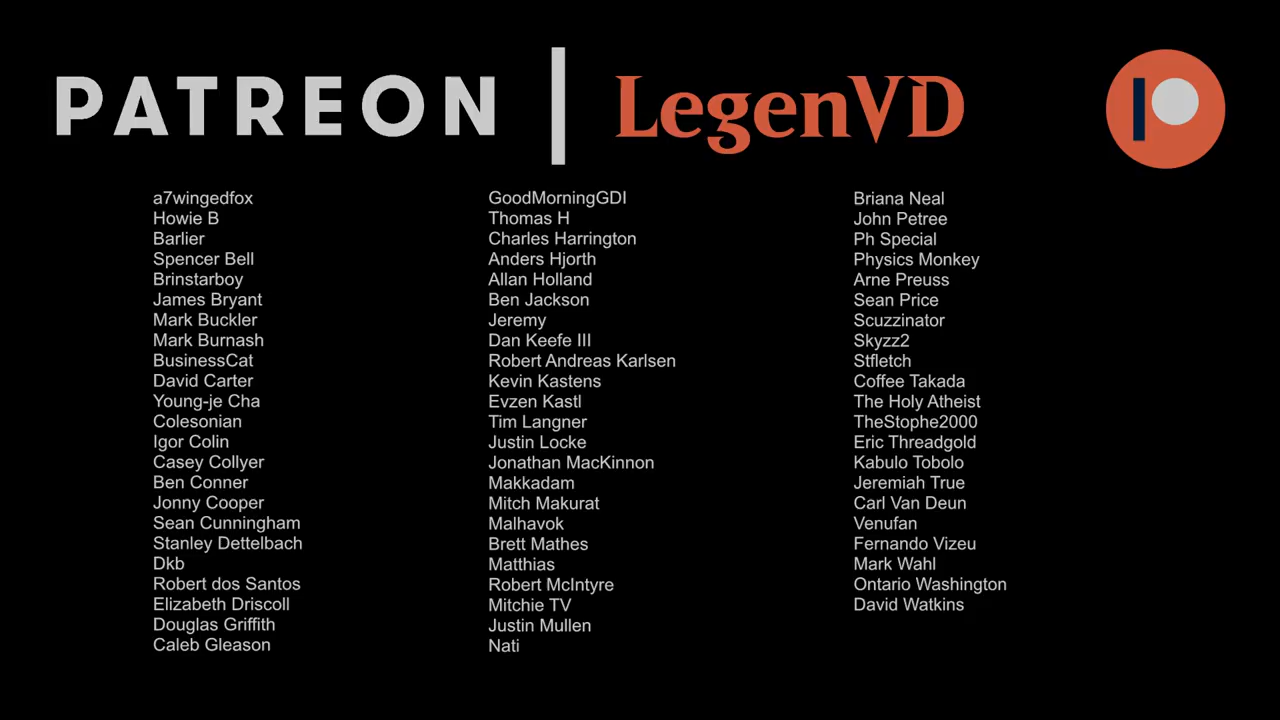 PATREON | LegenVD
a7wingedfox
Howie B
Barlier
Spencer Bell
Brinstarboy
James Bryant
Mark Buckler
Mark Burnash
BusinessCat
David Carter
Young-je Cha
Colesonian
Igor Colin
Casey Collyer
Ben Conner
Jonny Cooper
Sean Cunningham
Stanley Dettelbach
Dkb
Robert dos Santos
Elizabeth Driscoll
Douglas Griffith
Caleb Gleason
GoodMorningGDI
Thomas H
Charles Harrington
Anders Hjorth
Allan Holland
Ben Jackson
Jeremy
Dan Keefe III
Robert Andreas Karlsen
Kevin Kastens
Evzen Kastl
Tim Langner
Justin Locke
Jonathan MacKinnon
Makkadam
Mitch Makurat
Malhavok
Brett Mathes
Matthias
Robert McIntyre
Mitchie TV
Justin Mullen
Nati
Briana Neal
John Petree
Ph Special
Physics Monkey
Arne Preuss
Sean Price
Scuzzinator
Skyzz2
Stfletch
Coffee Takada
The Holy Atheist
TheStophe2000
Eric Threadgold
Kabulo Tobolo
Jeremiah True
Carl Van Deun
Venufan
Fernando Vizeu
Mark Wahl
Ontario Washington
David Watkins